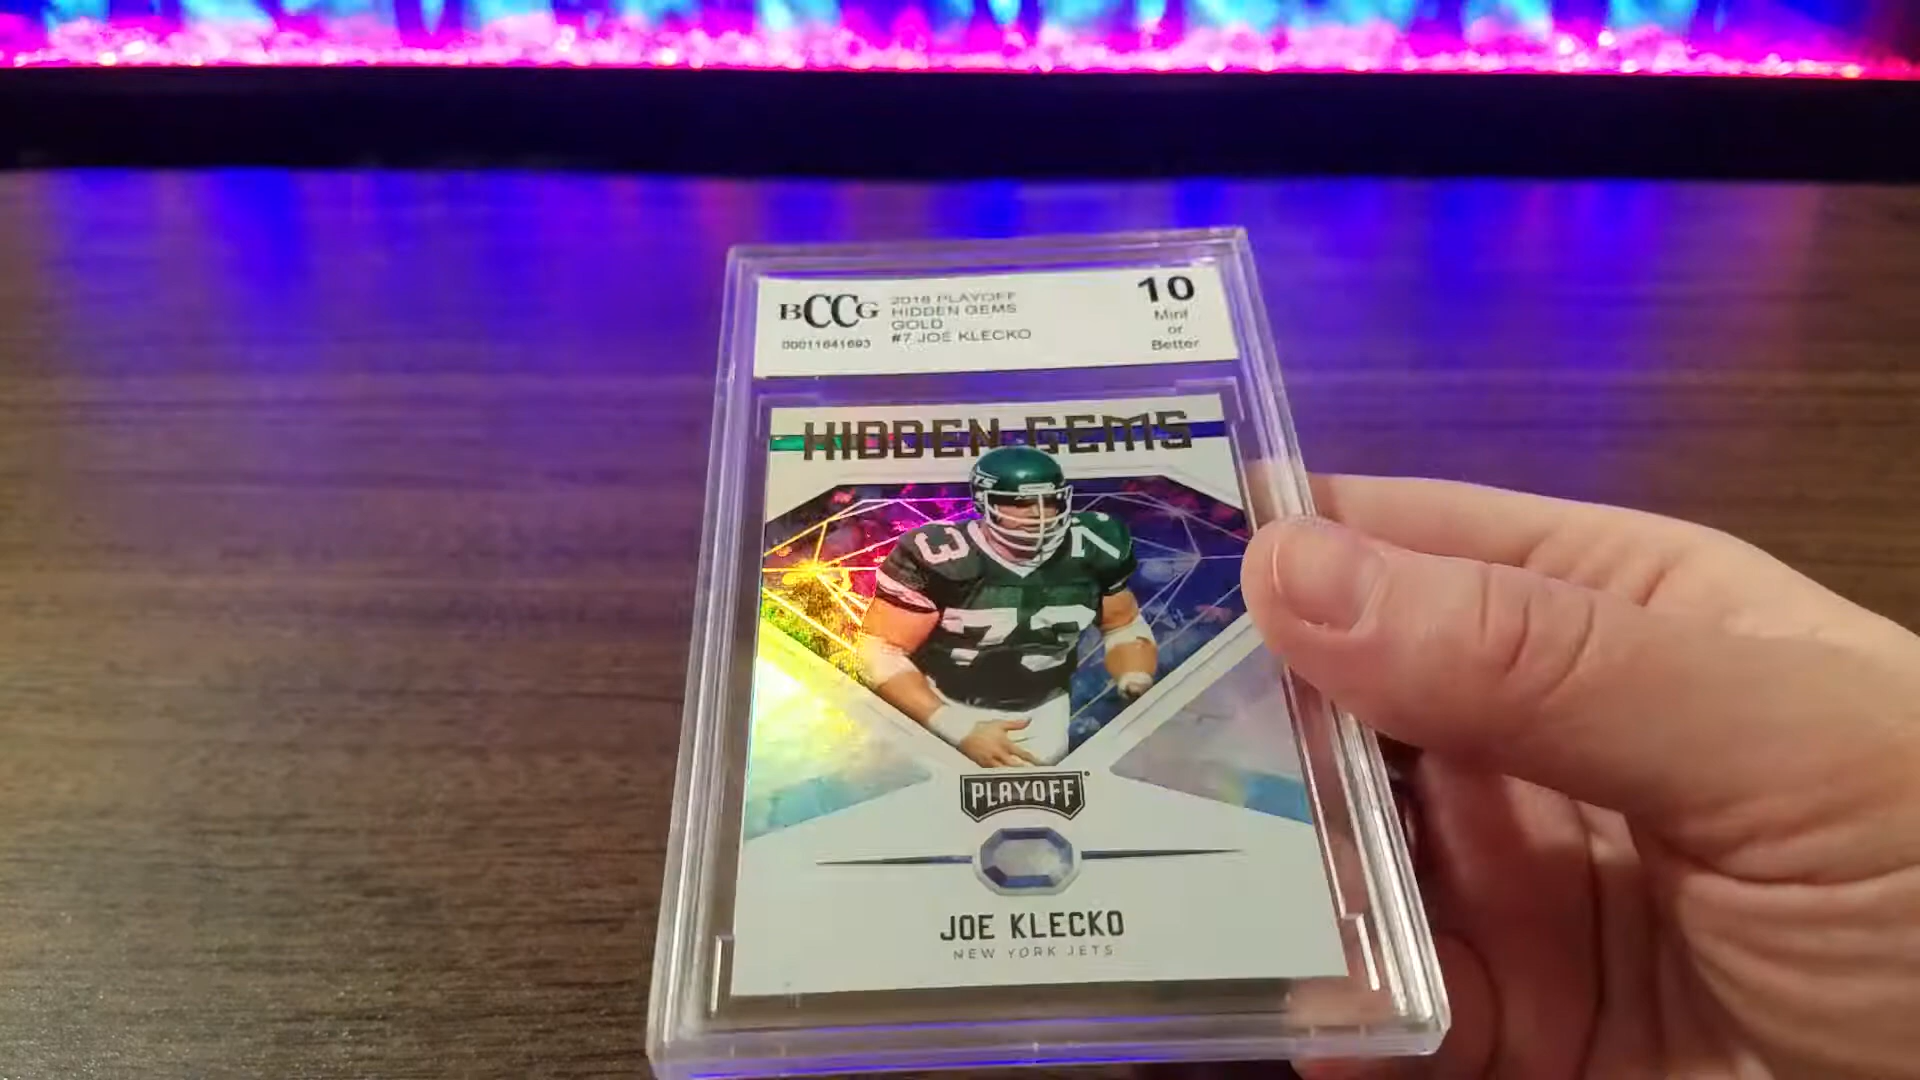 BCCG
00011641693
2018 PLAYOFF
HIDDEN GEMS
GOLD
#7 JOE KLECKO
10
Mint
or
Better
HIDDEN GEMS
73
73
PLAYOFF
JOE KLECKO
NEW YORK JETS